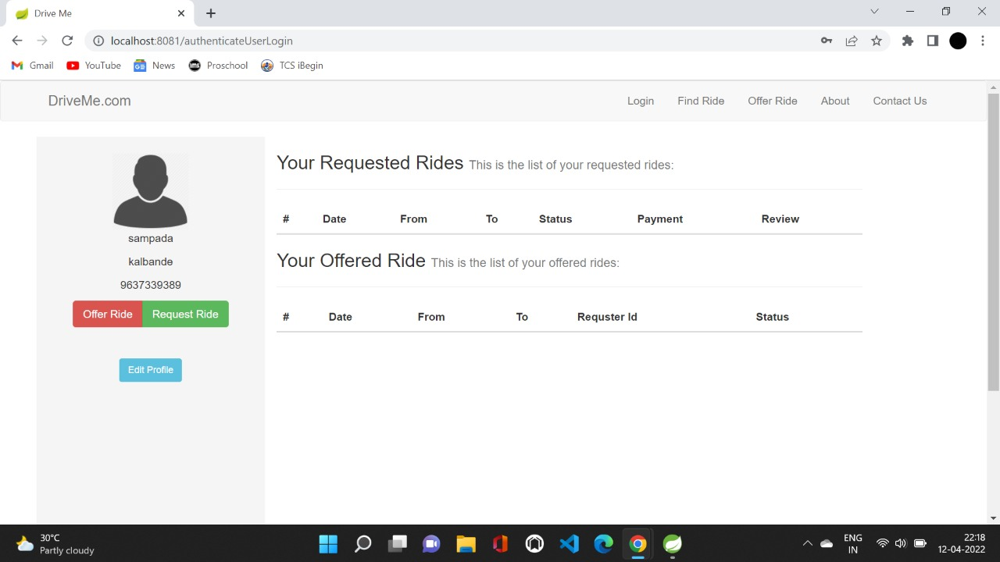 Drive Me
localhost:8081/authenticateUserLogin
Gmail YouTube News Proschool TCS iBegin
DriveMe.com Login Find Ride Offer Ride About Contact Us
sampada
kalbande
9637339389
Offer Ride Request Ride
Edit Profile
Your Requested Rides This is the list of your requested rides:
# Date From To Status Payment Review
Your Offered Ride This is the list of your offered rides:
# Date From To Requster Id Status
30°C
Partly cloudy
ENG
IN
22:18
12-04-2022